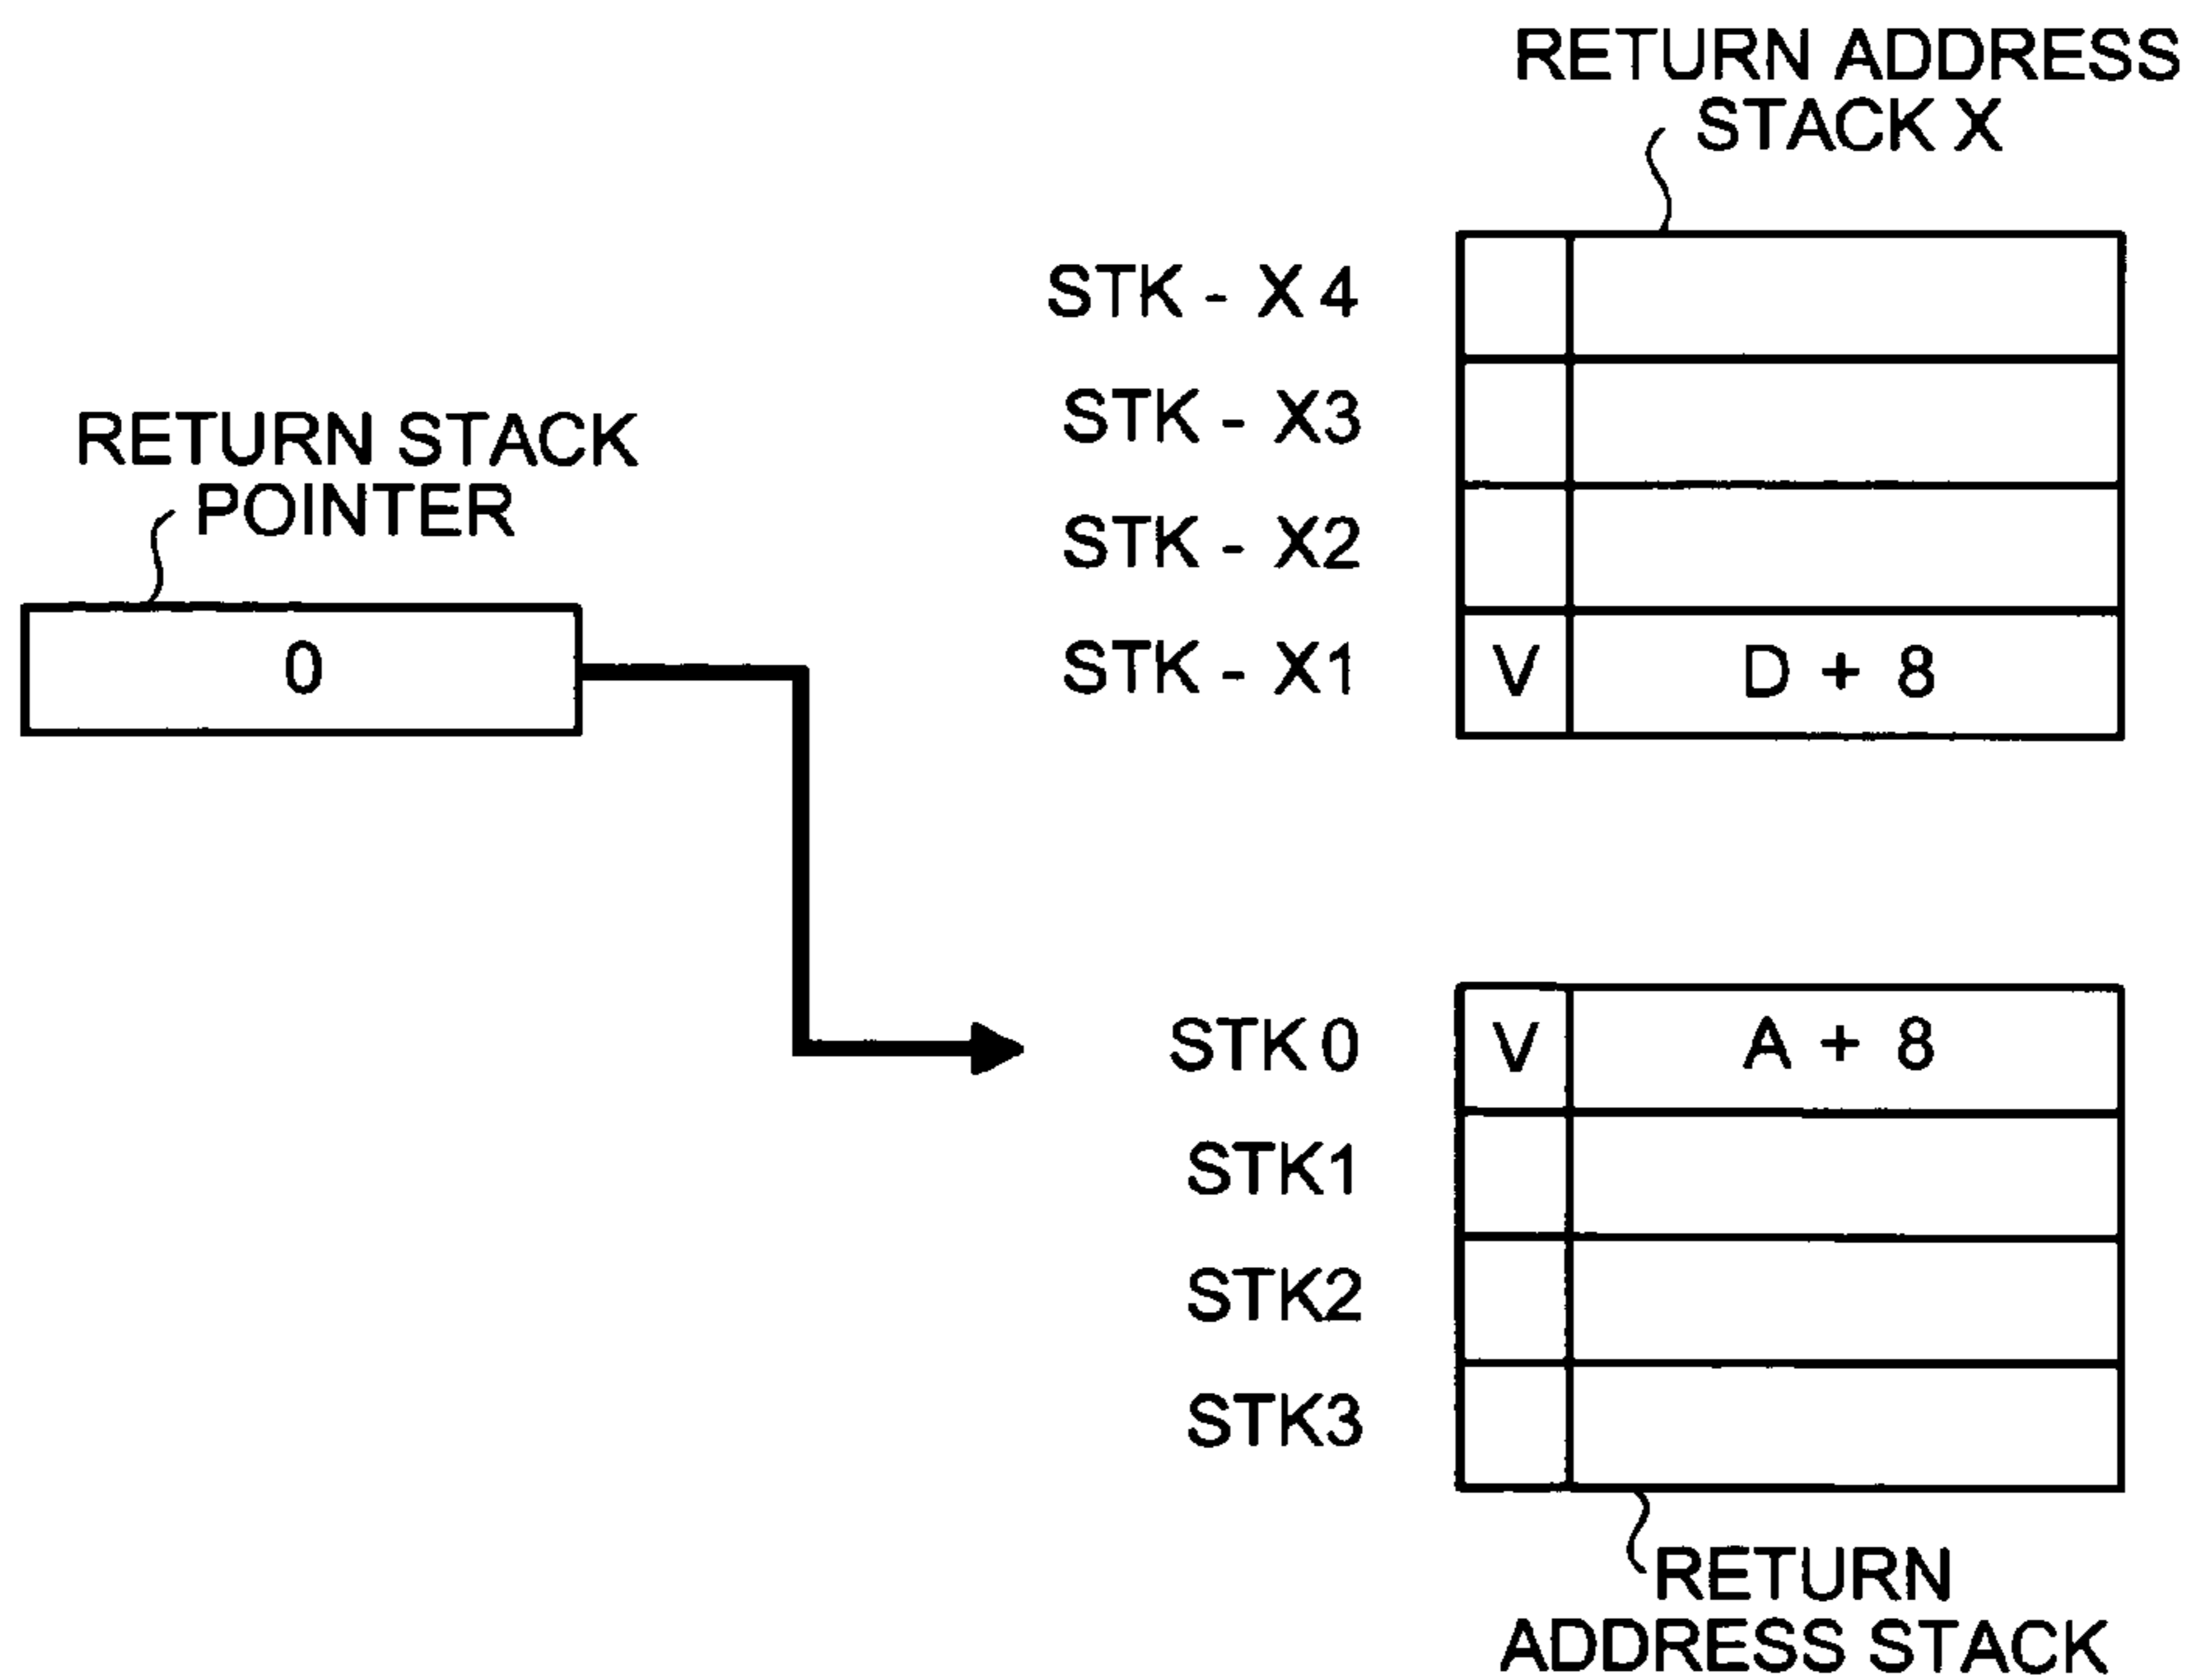 RETURN ADDRESS
STACK X
STK - X4
STK - X3
RETURN STACK
POINTER
STK - X2
0
STK - X1 V D + 8
STK0 V A + 8
STK1
STK2
STK3
RETURN
ADDRESS STACK